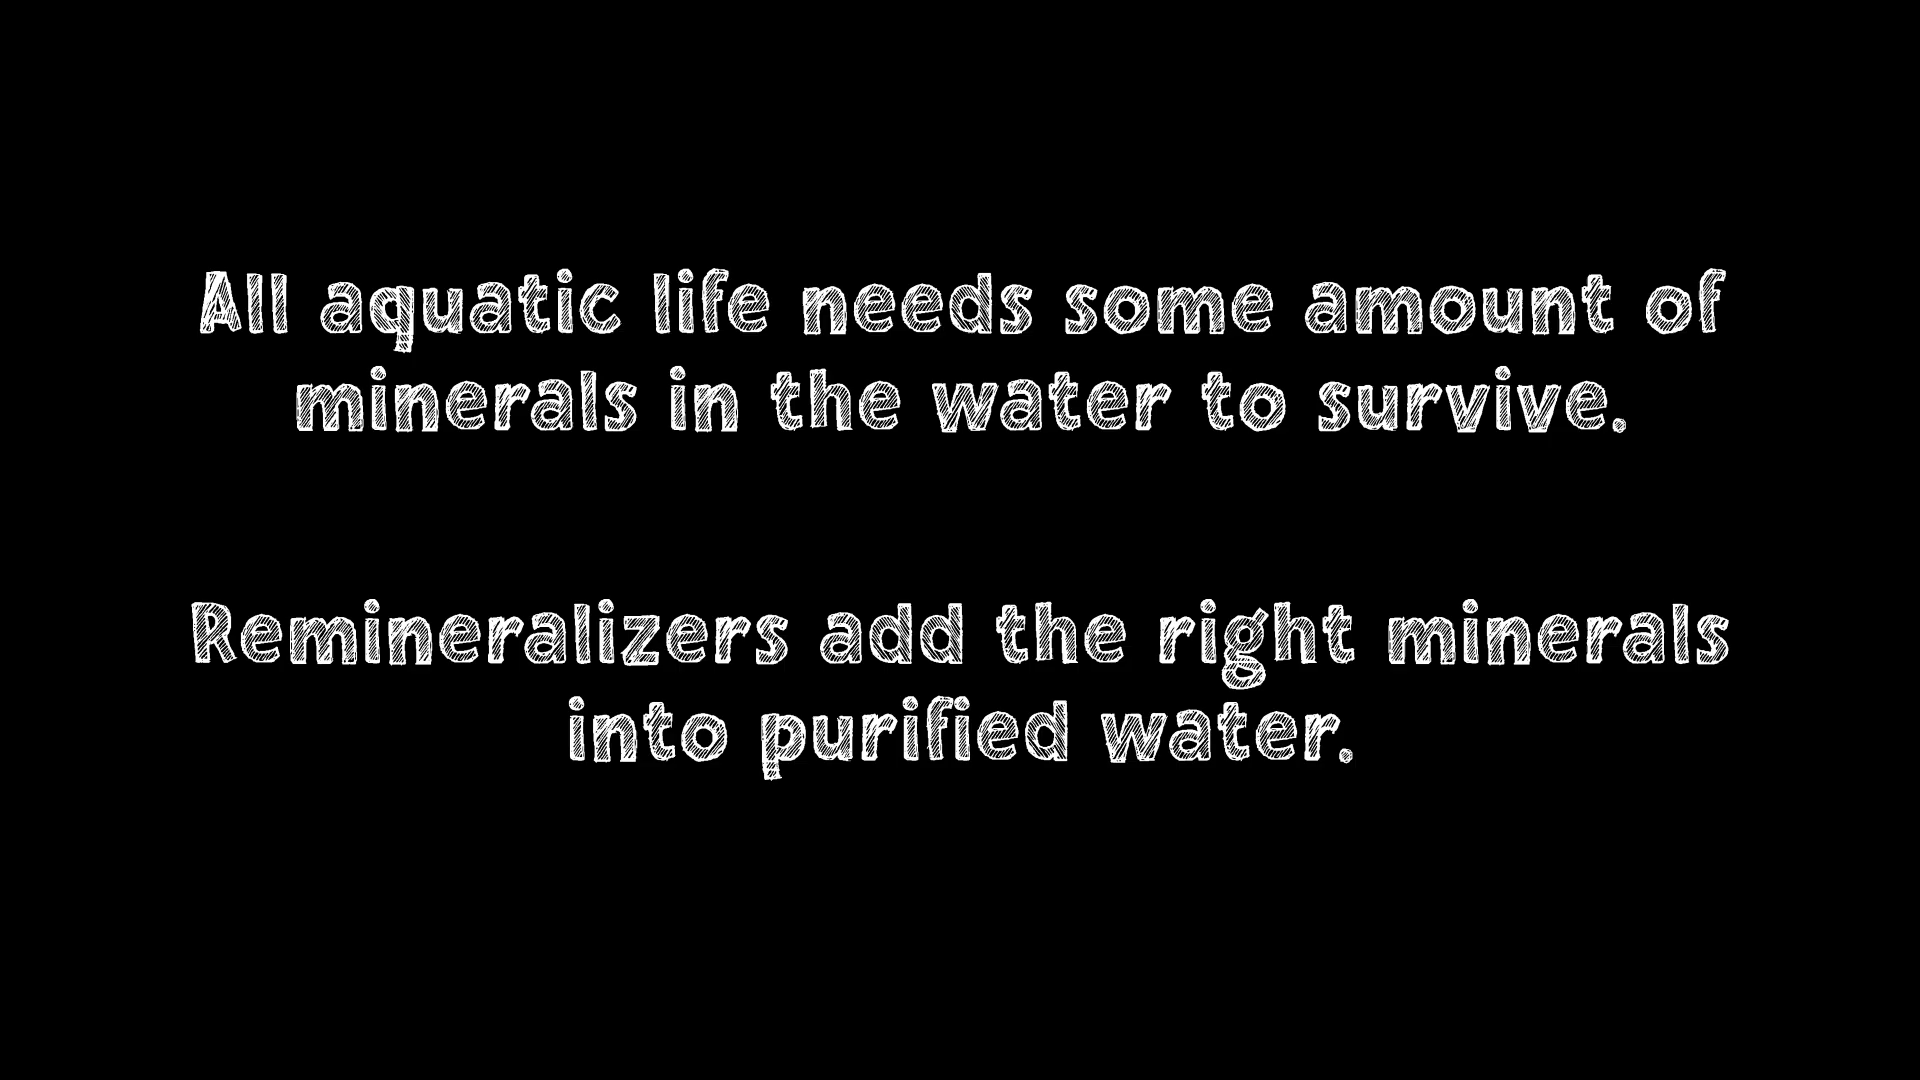 All aquatic life needs some amount of
minerals in the water to survive.
Remineralizers add the right minerals
into purified water.